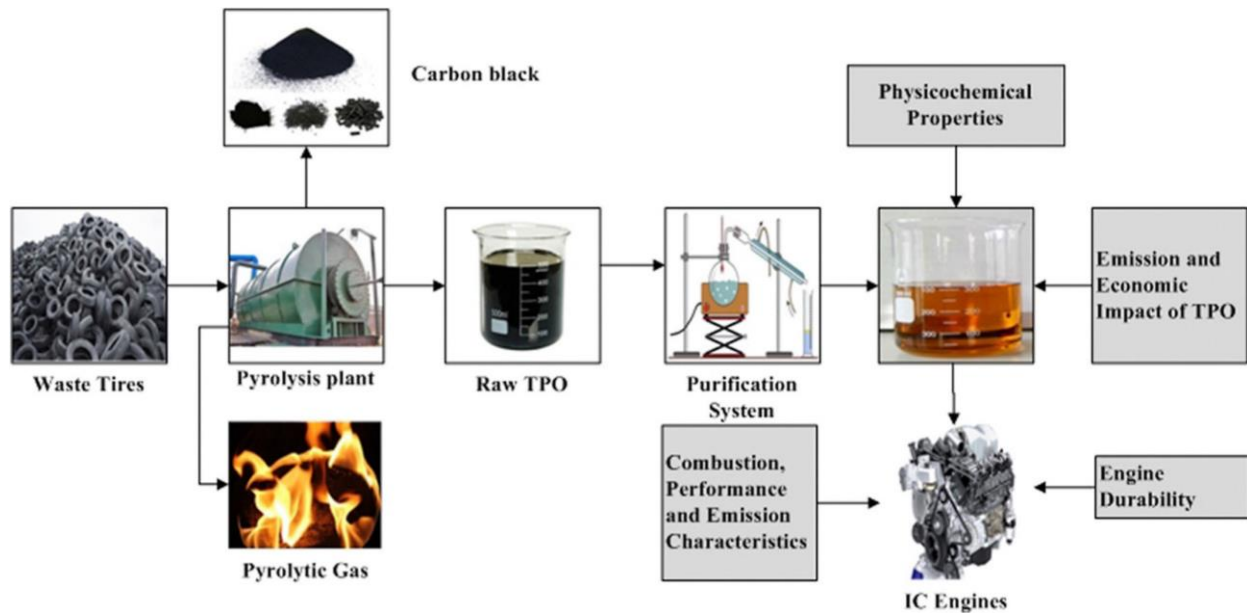 Carbon black
Physicochemical
Properties
Waste Tires
Pyrolysis plant
Raw TPO
Purification
System
Emission and
Economic
Impact of TPO
Pyrolytic Gas
Combustion,
Performance
and Emission
Characteristics
Engine
Durability
IC Engines